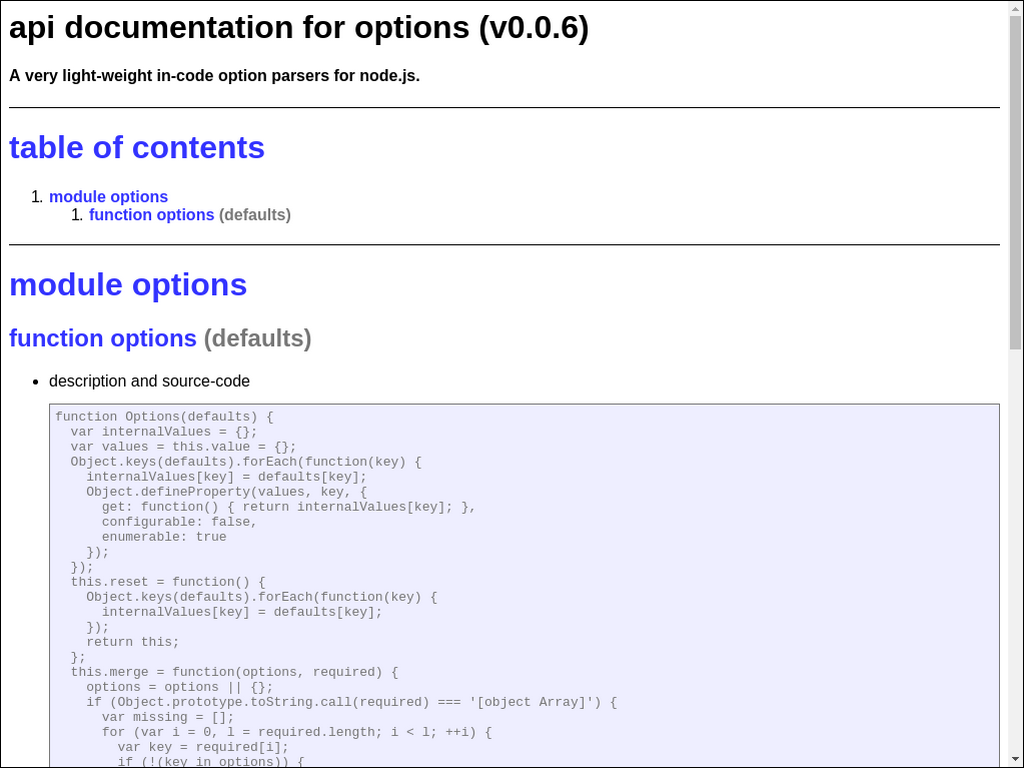 api documentation for options (v0.0.6)
A very light-weight in-code option parsers for node.js.
table of contents
1. module options
1. function options (defaults)
module options
function options (defaults)
• description and source-code
function Options(defaults) {
  var internalValues = {};
  var values = this.value = {};
  Object.keys(defaults).forEach(function(key) {
    internalValues[key] = defaults[key];
    Object.defineProperty(values, key, {
      get: function() { return internalValues[key]; },
      configurable: false,
      enumerable: true
    });
  });
  this.reset = function() {
    Object.keys(defaults).forEach(function(key) {
      internalValues[key] = defaults[key];
    });
    return this;
  };
  this.merge = function(options, required) {
    options = options || {};
    if (Object.prototype.toString.call(required) === '[object Array]') {
      var missing = [];
      for (var i = 0, l = required.length; i < l; ++i) {
        var key = required[i];
        if (!(key in options)) {